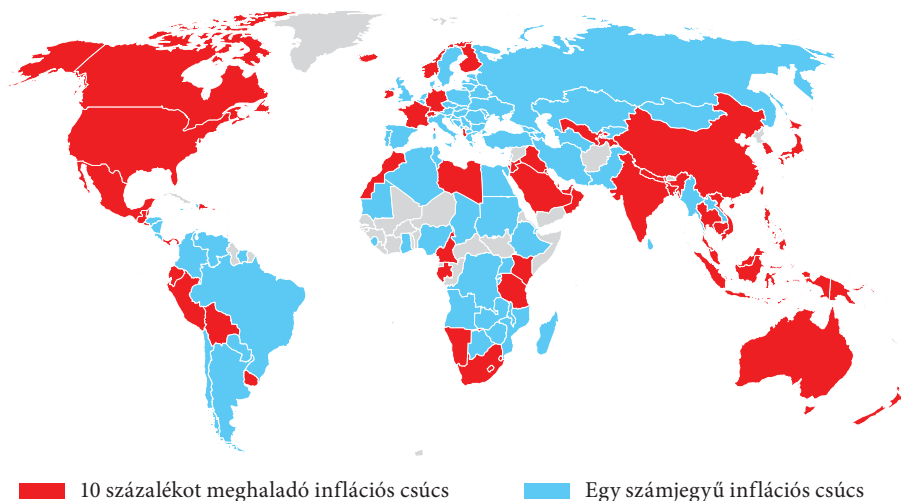 10 százalékot meghaladó inflációs csúcs
Egy számjegyű inflációs csúcs